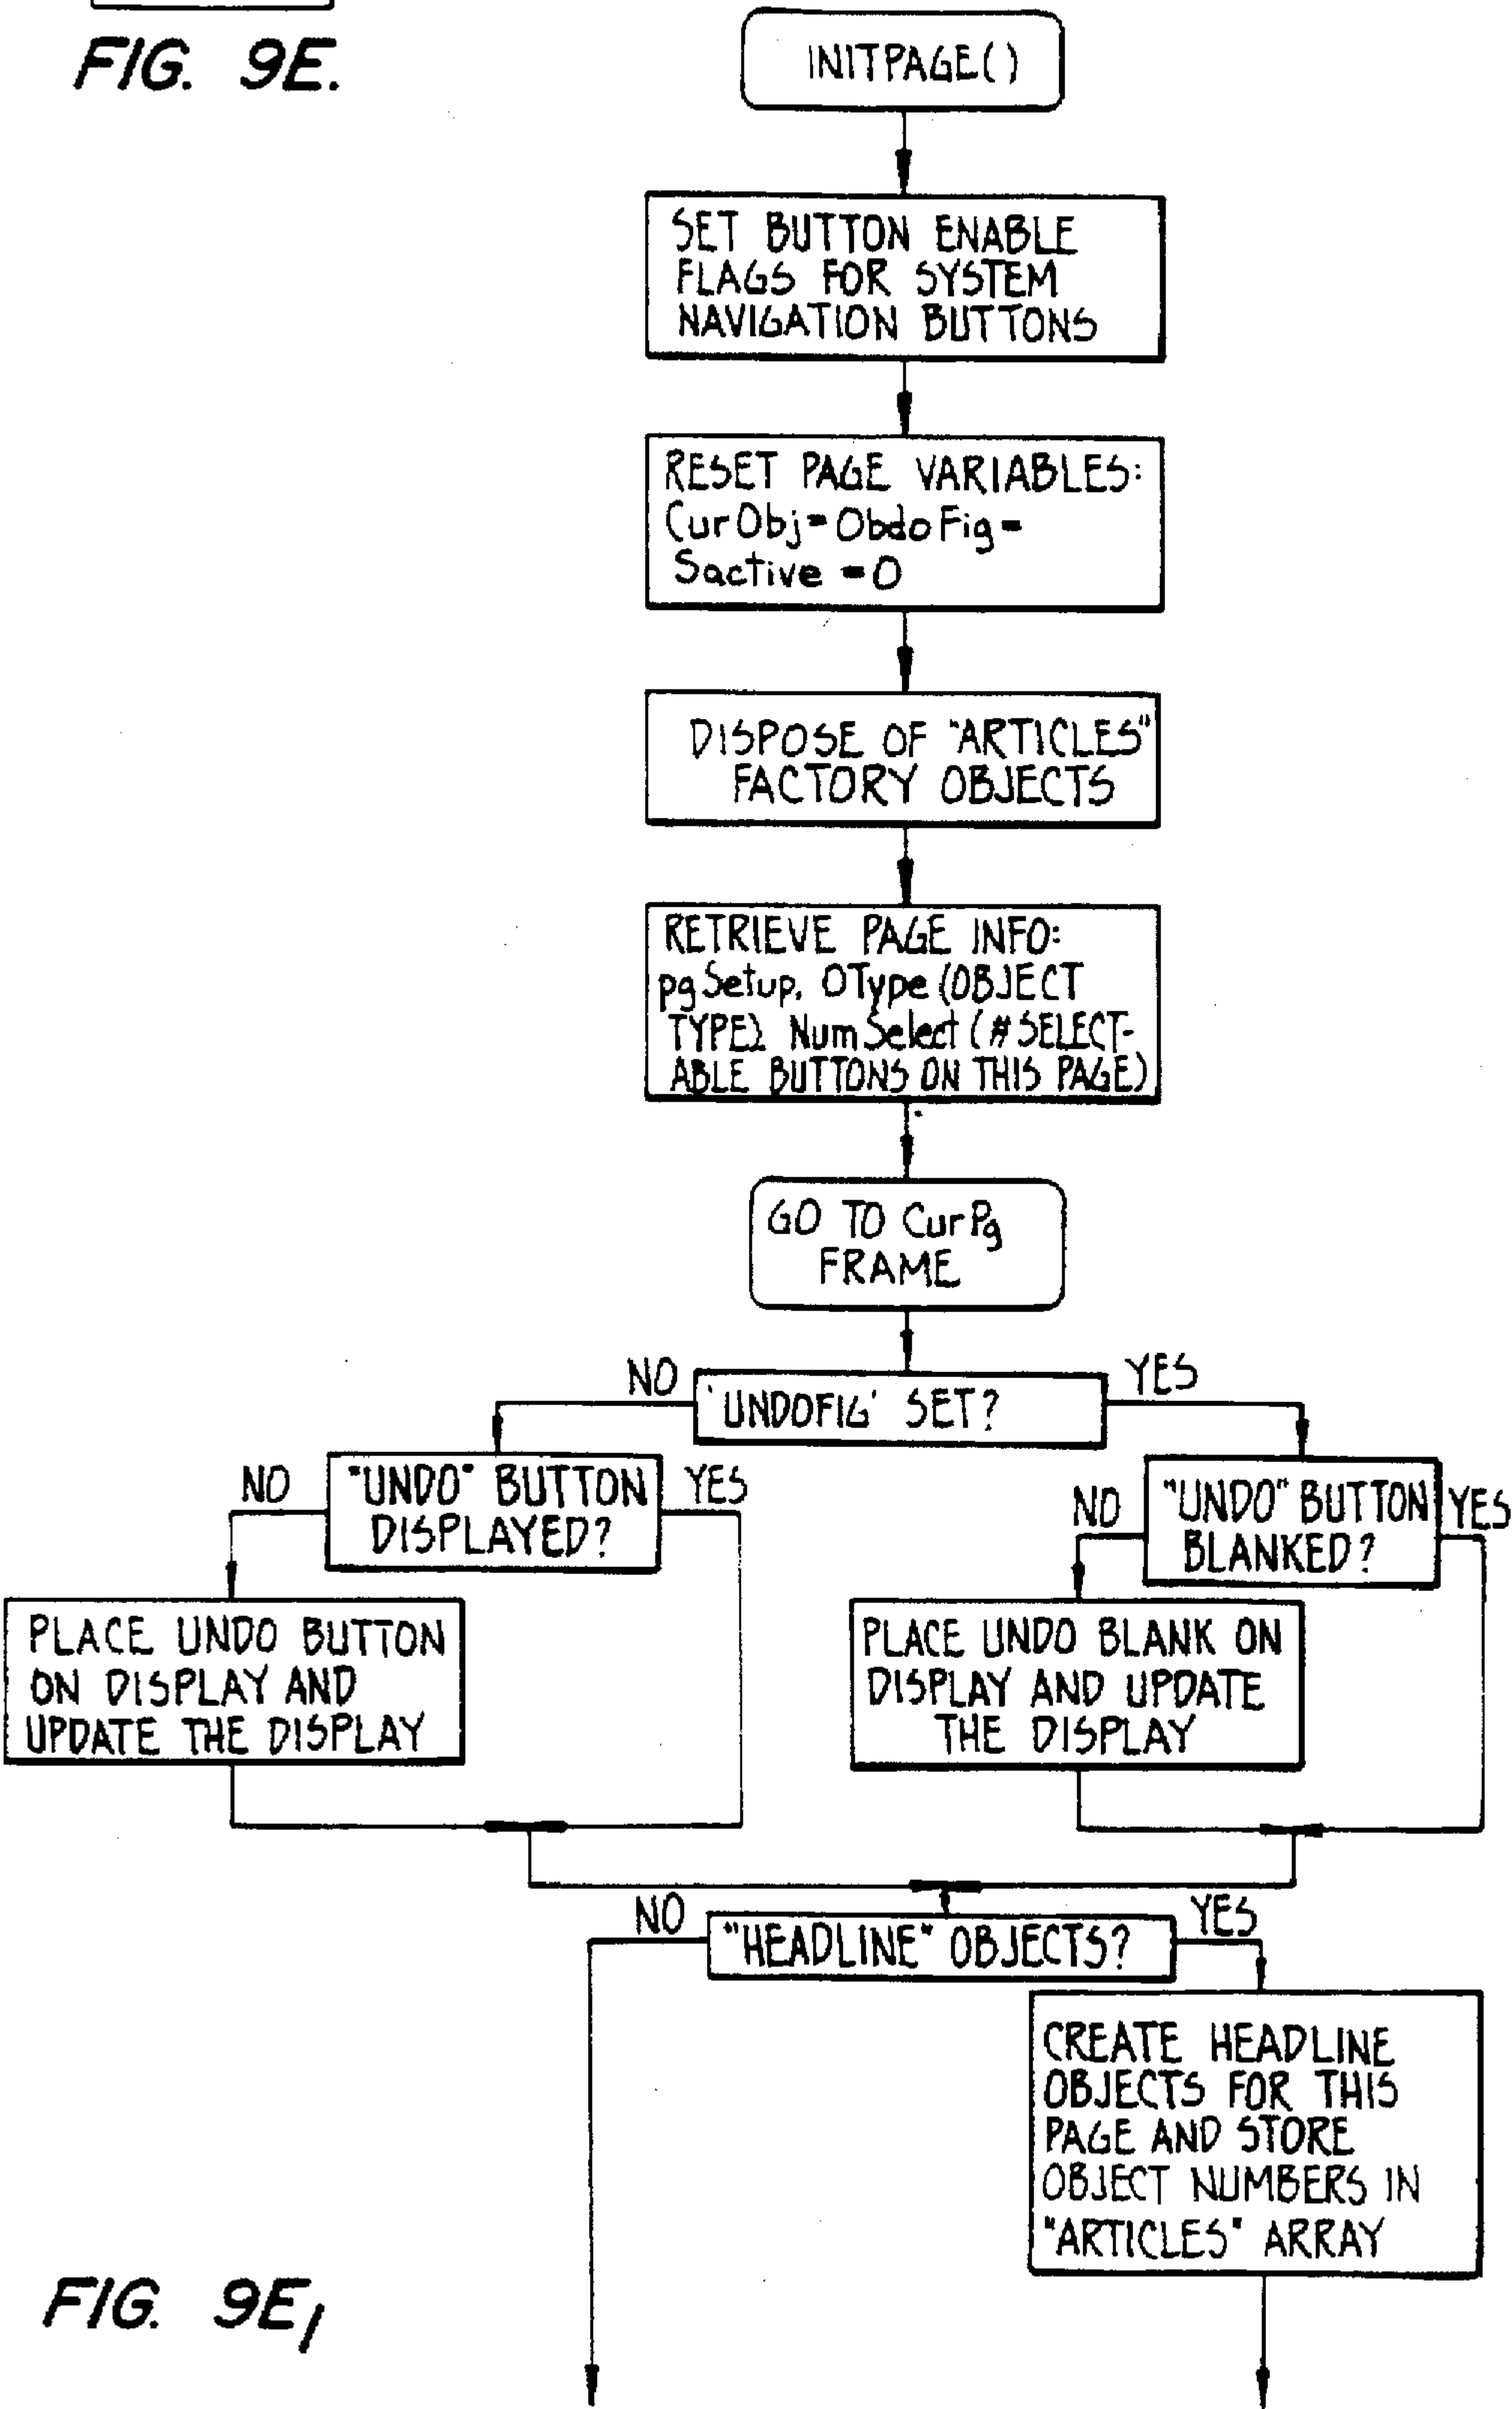 FIG. 9E.
INITPAGE()
SET BUTTON ENABLE
FLAGS FOR SYSTEM
NAVIGATION BUTTONS
RESET PAGE VARIABLES:
CurObj=ObdoFig=
Sactive=0
DISPOSE OF "ARTICLES"
FACTORY OBJECTS
RETRIEVE PAGE INFO:
pgSetup, OType (OBJECT
TYPE), NumSelect (#SELECT-
ABLE BUTTONS ON THIS PAGE)
GO TO CurPg
FRAME
NO
'UNDOFIG' SET?
YES
NO
"UNDO" BUTTON
DISPLAYED?
YES
NO
"UNDO" BUTTON
BLANKED?
YES
PLACE UNDO BUTTON
ON DISPLAY AND
UPDATE THE DISPLAY
PLACE UNDO BLANK ON
DISPLAY AND UPDATE
THE DISPLAY
NO
"HEADLINE" OBJECTS?
YES
CREATE HEADLINE
OBJECTS FOR THIS
PAGE AND STORE
OBJECT NUMBERS IN
"ARTICLES" ARRAY
FIG. 9E1